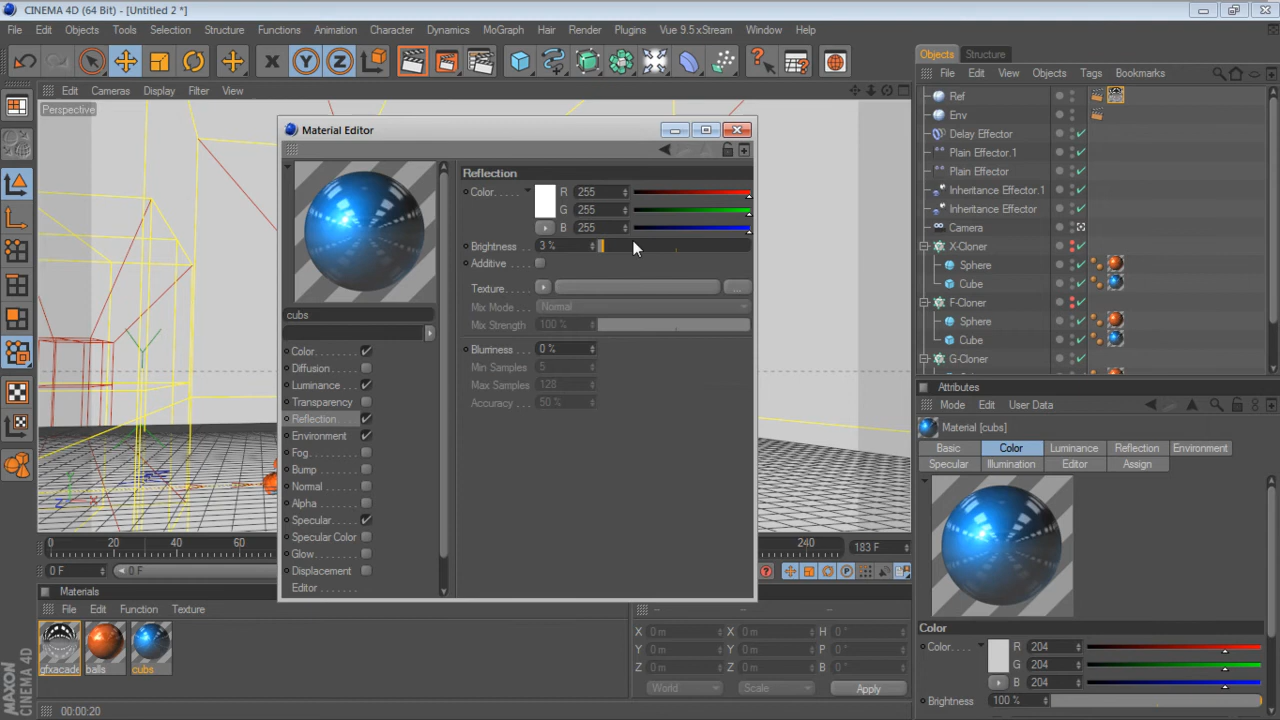 CINEMA 4D (64 Bit) - [Untitled 2 *]
File Edit Objects Tools Selection Structure Functions Animation Character Dynamics MoGraph Hair Render Plugins Vue 9.5 xStream Window Help
Objects Structure
Edit Cameras Display Filter View
File Edit View Objects Tags Bookmarks
Perspective
Ref
Env
Delay Effector
Plain Effector.1
Plain Effector
Inheritance Effector.1
Inheritance Effector
Camera
X-Cloner
Sphere
Cube
F-Cloner
Sphere
Cube
G-Cloner
Material Editor
Reflection
Color
R 255
G 255
B 255
Brightness 3 %
Additive
Texture
Mix Mode Normal
Mix Strength 100 %
Blurriness 0 %
Min Samples 5
Max Samples 128
Accuracy 50 %
cubs
Color
Diffusion
Luminance
Transparency
Reflection
Environment
Fog
Bump
Normal
Alpha
Specular
Specular Color
Glow
Displacement
Editor
Attributes
Mode Edit User Data
Material [cubs]
Basic Color Luminance Reflection Environment
Specular Illumination Editor Assign
Color
Color R 204
G 204
B 204
Brightness 100 %
0 20 40 60 240 183 F
0 F 0 F
Materials
File Edit Function Texture
gfxacade balls cubs
X 0 m X 0 m H 0 °
Y 0 m Y 0 m P 0 °
Z 0 m Z 0 m B 0 °
World Scale Apply
MAXON
CINEMA 4D
00:00:20